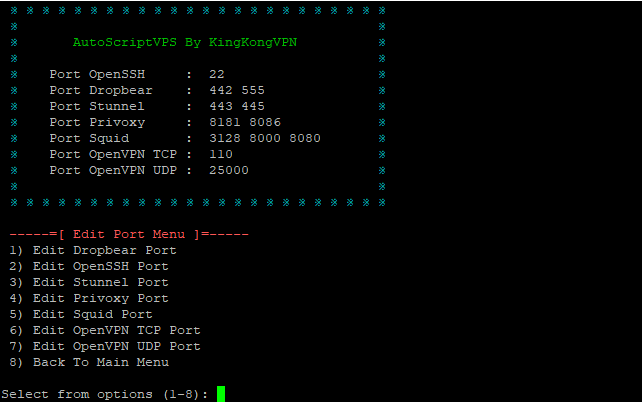 ※ ※ ※ ※ ※ ※ ※ ※ ※ ※ ※ ※ ※ ※ ※ ※ ※ ※ ※ ※ ※ ※ ※ ※
※ ※
※ AutoScriptVPS By KingKongVPN ※
※ ※
※ Port OpenSSH : 22 ※
※ Port Dropbear : 442 555 ※
※ Port Stunnel : 443 445 ※
※ Port Privoxy : 8181 8086 ※
※ Port Squid : 3128 8000 8080 ※
※ Port OpenVPN TCP : 110 ※
※ Port OpenVPN UDP : 25000 ※
※ ※
※ ※ ※ ※ ※ ※ ※ ※ ※ ※ ※ ※ ※ ※ ※ ※ ※ ※ ※ ※ ※ ※ ※ ※
-----=[ Edit Port Menu ]=-----
1) Edit Dropbear Port
2) Edit OpenSSH Port
3) Edit Stunnel Port
4) Edit Privoxy Port
5) Edit Squid Port
6) Edit OpenVPN TCP Port
7) Edit OpenVPN UDP Port
8) Back To Main Menu
Select from options (1-8):